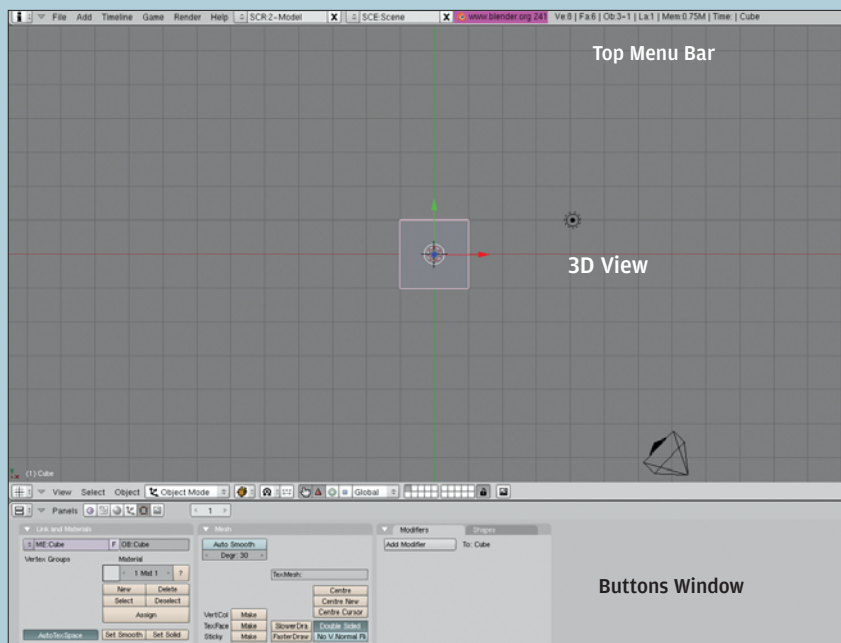 File Add Timeline Game Render Help SCR:2-Model X SCE:Scene X www.blender.org 241 Ve:8 | Fa:6 | Ob:3-1 | La:1 | Mem:0.75M | Time: | Cube
Top Menu Bar
3D View
(1) Cube
View Select Object Object Mode Global
Panels 1
Link and Materials
ME:Cube F OB:Cube
Vertex Groups Material
1 Mat 1 ?
New Delete
Select Deselect
Assign
AutoTexSpace Set Smooth Set Solid
Mesh
Auto Smooth
Degr: 30
TexMesh:
Centre
Centre New
Centre Cursor
VertCol Make
TexFace Make SlowerDra Double Sided
Sticky Make FasterDraw No V.Normal Fli
Modifiers Shapes
Add Modifier To: Cube
Buttons Window